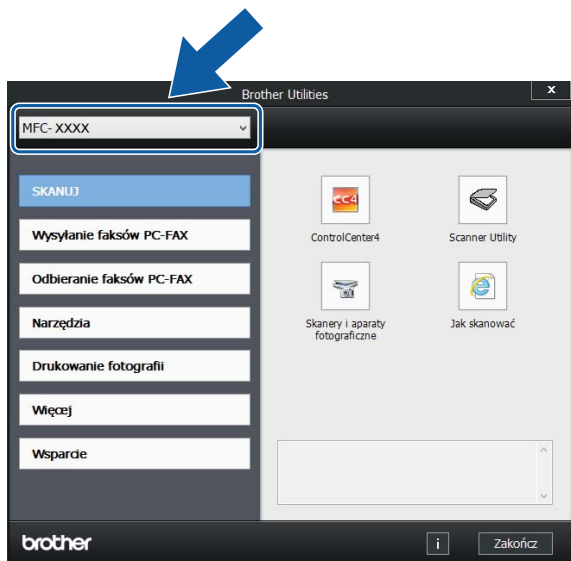 Brother Utilities
x
MFC- XXXX
SKANUJ
Wysyłanie faksów PC-FAX
Odbieranie faksów PC-FAX
Narzędzia
Drukowanie fotografii
Więcej
Wsparcie
CC4
ControlCenter4
Scanner Utility
Skanery i aparaty
fotograficzne
Jak skanować
brother
i
Zakończ